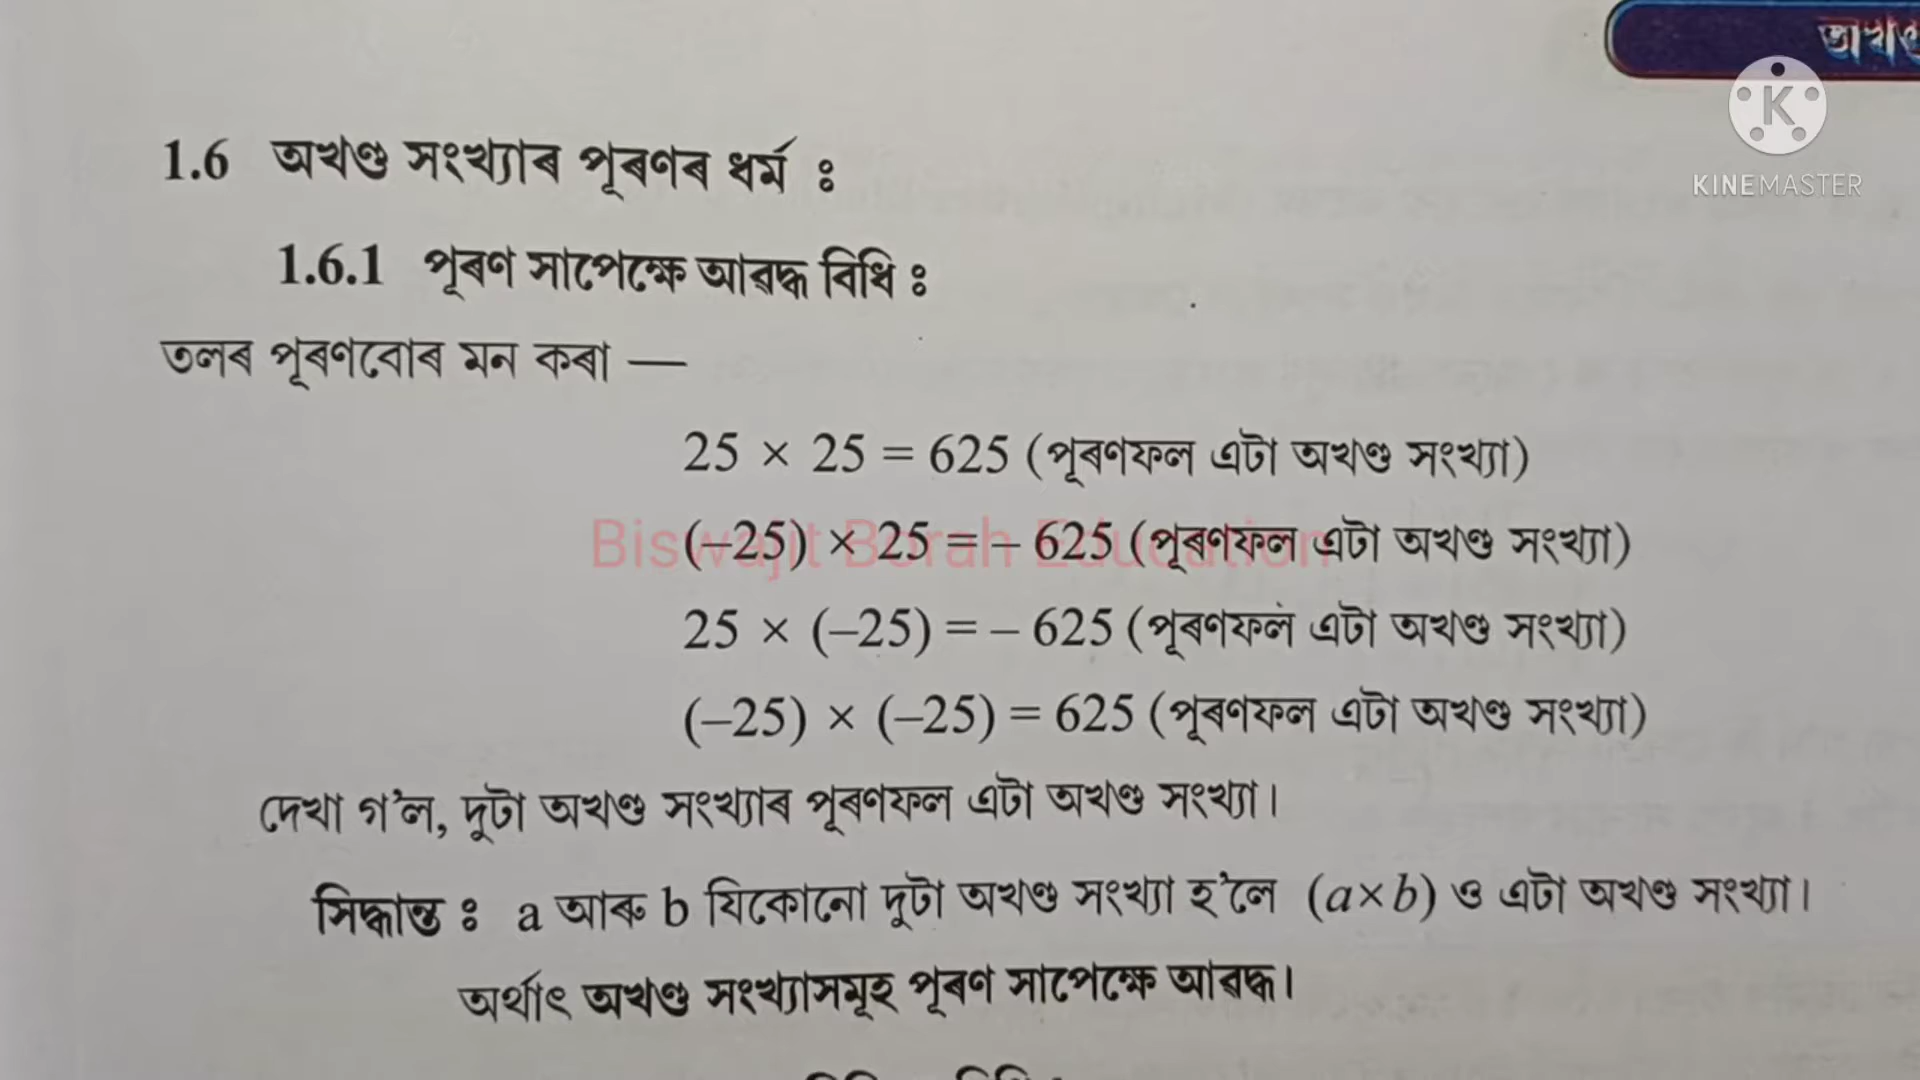 অখণ্ড
KINEMASTER
1.6 অখণ্ড সংখ্যাৰ পূৰণৰ ধৰ্ম ঃ
1.6.1 পূৰণ সাপেক্ষে আৱদ্ধ বিধি ঃ
তলৰ পূৰণবোৰ মন কৰা —
25 × 25 = 625 (পূৰণফল এটা অখণ্ড সংখ্যা)
(–25) × 25 = – 625 (পূৰণফল এটা অখণ্ড সংখ্যা)
Biswajit Borah Education
25 × (–25) = – 625 (পূৰণফল এটা অখণ্ড সংখ্যা)
(–25) × (–25) = 625 (পূৰণফল এটা অখণ্ড সংখ্যা)
দেখা গ'ল, দুটা অখণ্ড সংখ্যাৰ পূৰণফল এটা অখণ্ড সংখ্যা।
সিদ্ধান্ত ঃ a আৰু b যিকোনো দুটা অখণ্ড সংখ্যা হ'লে (a×b) ও এটা অখণ্ড সংখ্যা।
অৰ্থাৎ অখণ্ড সংখ্যাসমূহ পূৰণ সাপেক্ষে আৱদ্ধ।